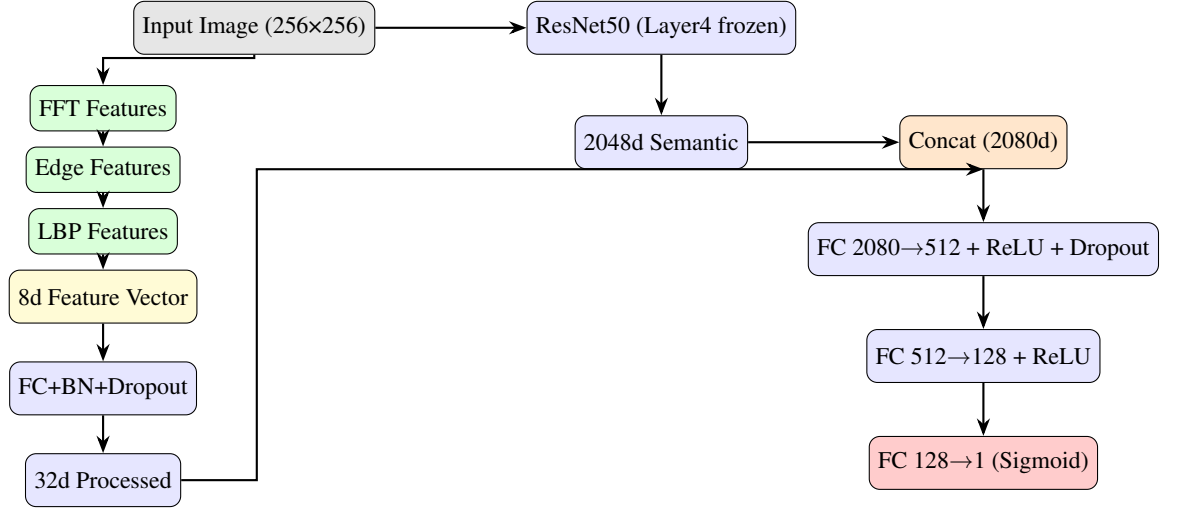 Input Image (256×256)
ResNet50 (Layer4 frozen)
FFT Features
Edge Features
LBP Features
8d Feature Vector
FC+BN+Dropout
32d Processed
2048d Semantic
Concat (2080d)
FC 2080→512 + ReLU + Dropout
FC 512→128 + ReLU
FC 128→1 (Sigmoid)